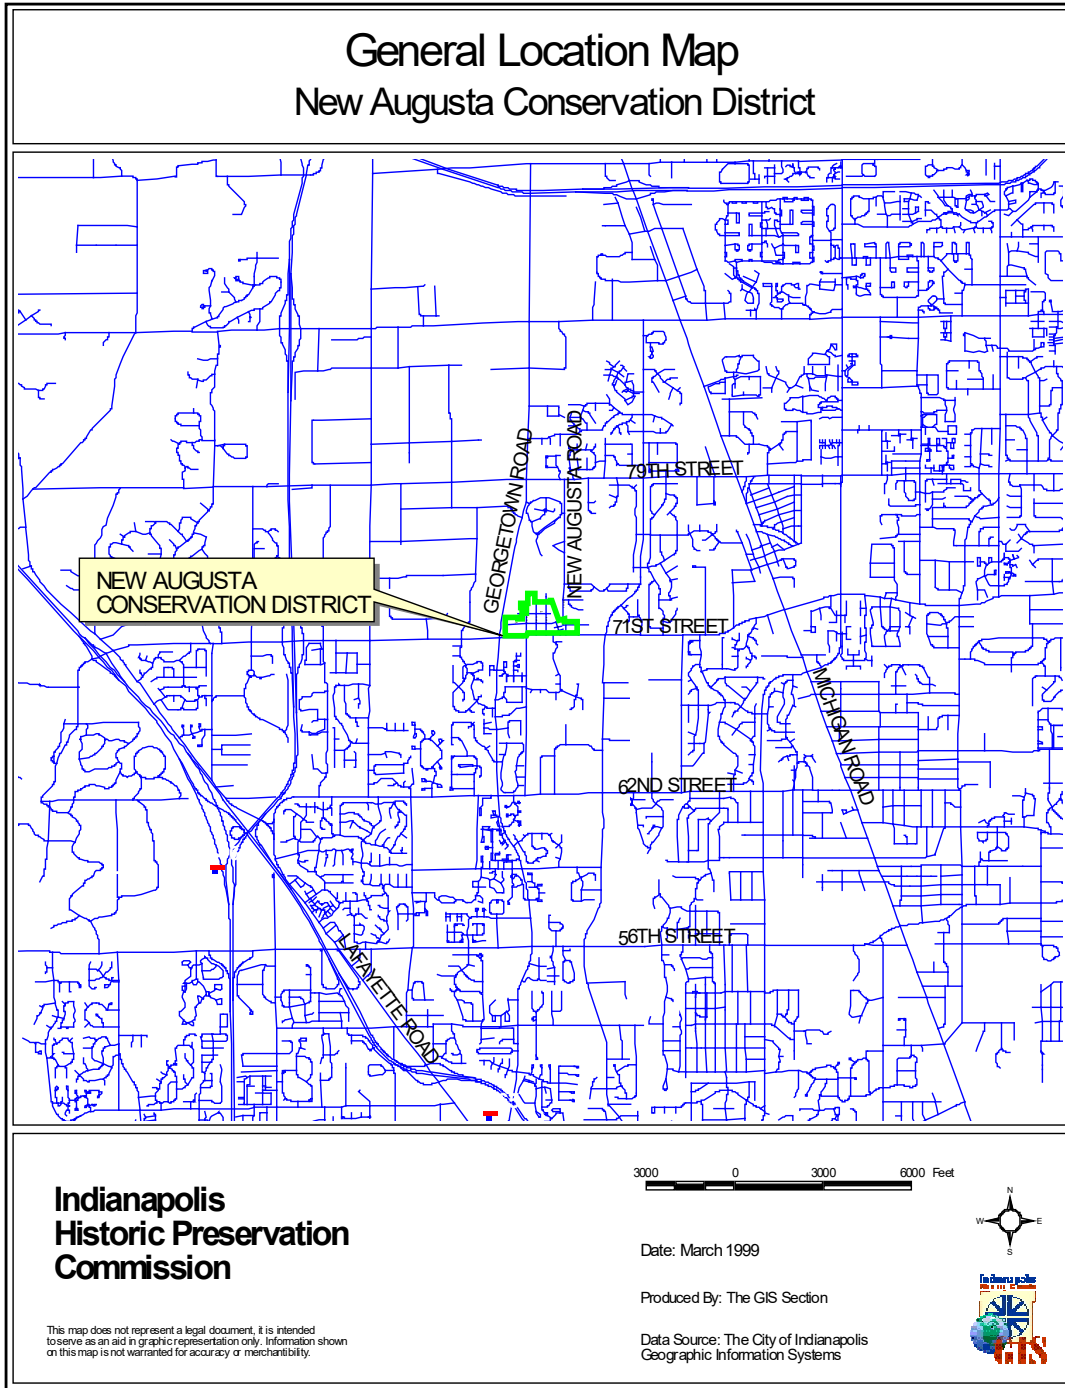 General Location Map
New Augusta Conservation District
GEORGETOWN ROAD
NEW AUGUSTA ROAD
79TH STREET
NEW AUGUSTA
CONSERVATION DISTRICT
71ST STREET
MICHIGAN ROAD
62ND STREET
56TH STREET
LAFAYETTE ROAD
Indianapolis
Historic Preservation
Commission
This map does not represent a legal document, it is intended
to serve as an aid in graphic representation only. Information shown
on this map is not warranted for accuracy or merchantibility.
3000 0 3000 6000 Feet
N
W E
S
Date: March 1999
Produced By: The GIS Section
Data Source: The City of Indianapolis
Geographic Information Systems
Indianapolis
GIS